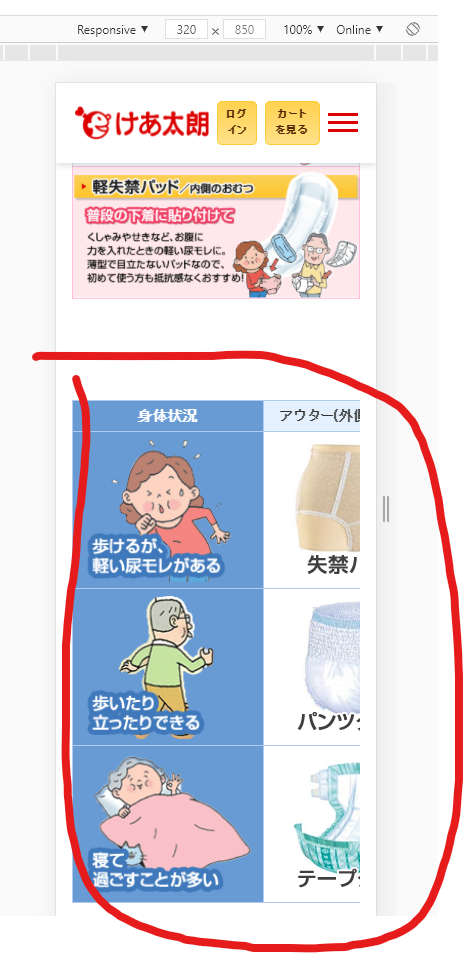 Responsive ▼ 320 × 850 100% ▼ Online ▼
けあ太朗
ログ
イン
カート
を見る
軽失禁パッド／内側のおむつ
普段の下着に貼り付けて
くしゃみやせきなど、お腹に
力を入れたときの軽い尿モレに。
薄型で目立たないパッドなので、
初めて使う方も抵抗感なくおすすめ!
身体状況
アウター(外側
歩けるが、
軽い尿モレがある
失禁パ
歩いたり
立ったりできる
パンツタ
寝て
過ごすことが多い
テープタ